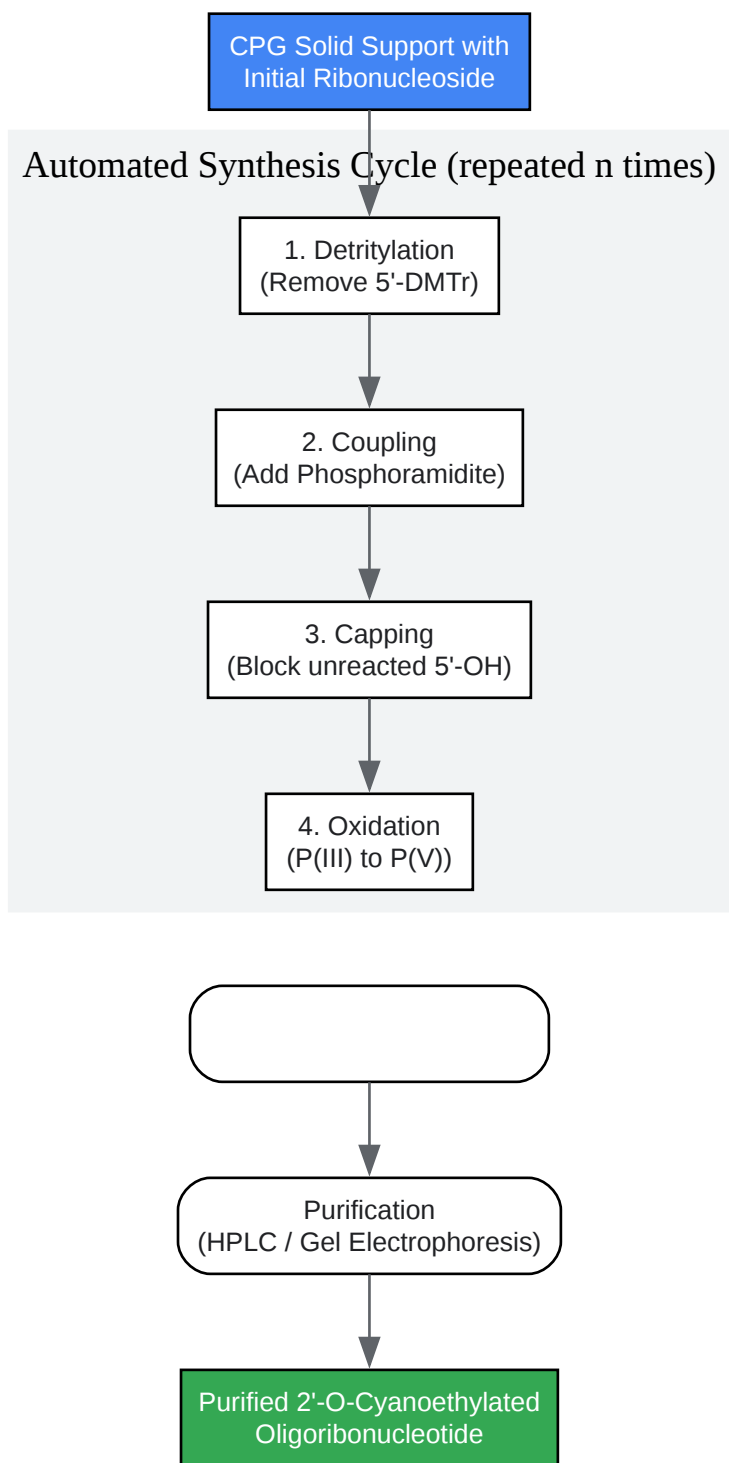 CPG Solid Support with
Initial Ribonucleoside
Automated Synthesis Cycle (repeated n times)
1. Detritylation
(Remove 5'-DMTr)
2. Coupling
(Add Phosphoramidite)
3. Capping
(Block unreacted 5'-OH)
4. Oxidation
(P(III) to P(V))
Purification
(HPLC / Gel Electrophoresis)
Purified 2'-O-Cyanoethylated
Oligoribonucleotide